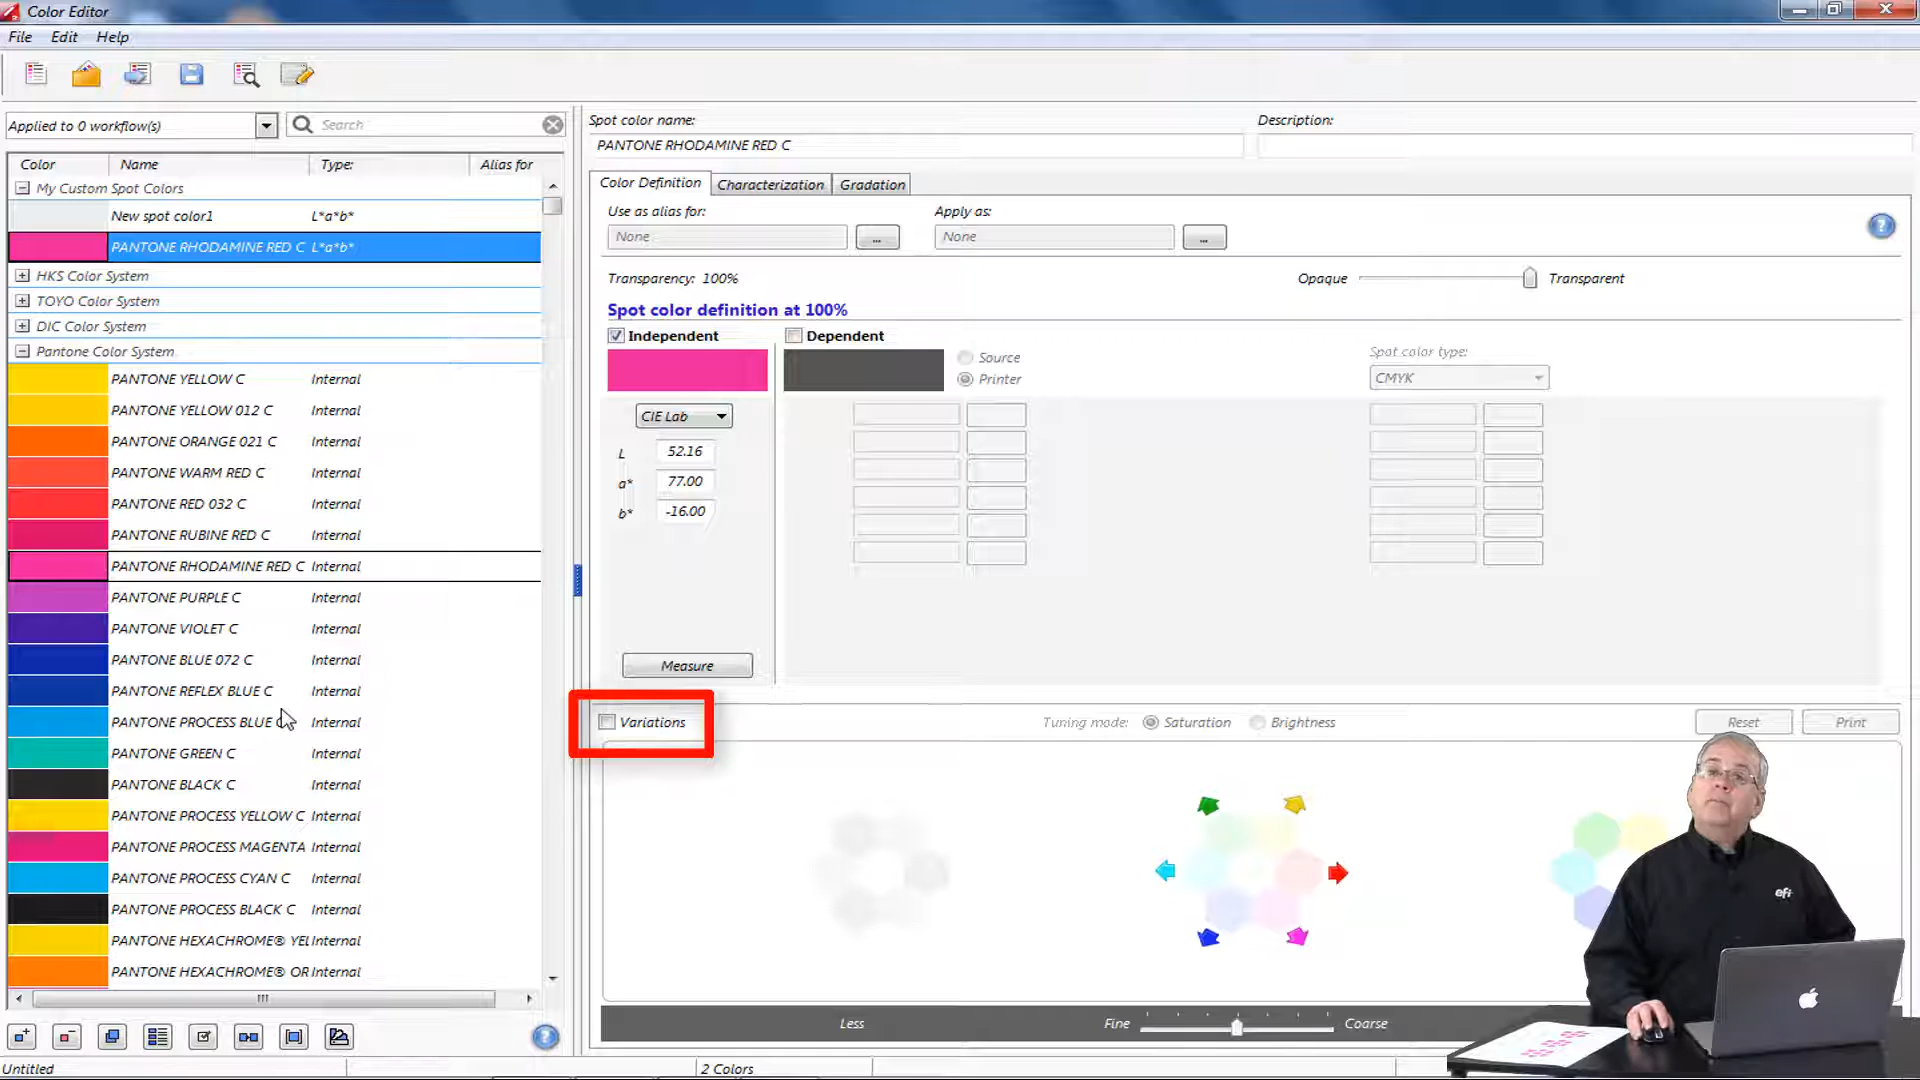 Color Editor
File Edit Help
Applied to 0 workflow(s)
Search
Color Name Type: Alias for
My Custom Spot Colors
New spot color1 L*a*b*
PANTONE RHODAMINE RED C L*a*b*
HKS Color System
TOYO Color System
DIC Color System
Pantone Color System
PANTONE YELLOW C Internal
PANTONE YELLOW 012 C Internal
PANTONE ORANGE 021 C Internal
PANTONE WARM RED C Internal
PANTONE RED 032 C Internal
PANTONE RUBINE RED C Internal
PANTONE RHODAMINE RED C Internal
PANTONE PURPLE C Internal
PANTONE VIOLET C Internal
PANTONE BLUE 072 C Internal
PANTONE REFLEX BLUE C Internal
PANTONE PROCESS BLUE C Internal
PANTONE GREEN C Internal
PANTONE BLACK C Internal
PANTONE PROCESS YELLOW C Internal
PANTONE PROCESS MAGENTA Internal
PANTONE PROCESS CYAN C Internal
PANTONE PROCESS BLACK C Internal
PANTONE HEXACHROME® YEL Internal
PANTONE HEXACHROME® OR Internal
Untitled
Spot color name:
PANTONE RHODAMINE RED C
Description:
Color Definition Characterization Gradation
Use as alias for: Apply as:
None ... None ...
Transparency: 100% Opaque Transparent
Spot color definition at 100%
Independent Dependent
Source
Printer
Spot color type:
CMYK
CIE Lab
L 52.16
a* 77.00
b* -16.00
Measure
Variations Tuning mode: Saturation Brightness Reset Print
efi
Less Fine Coarse
2 Colors